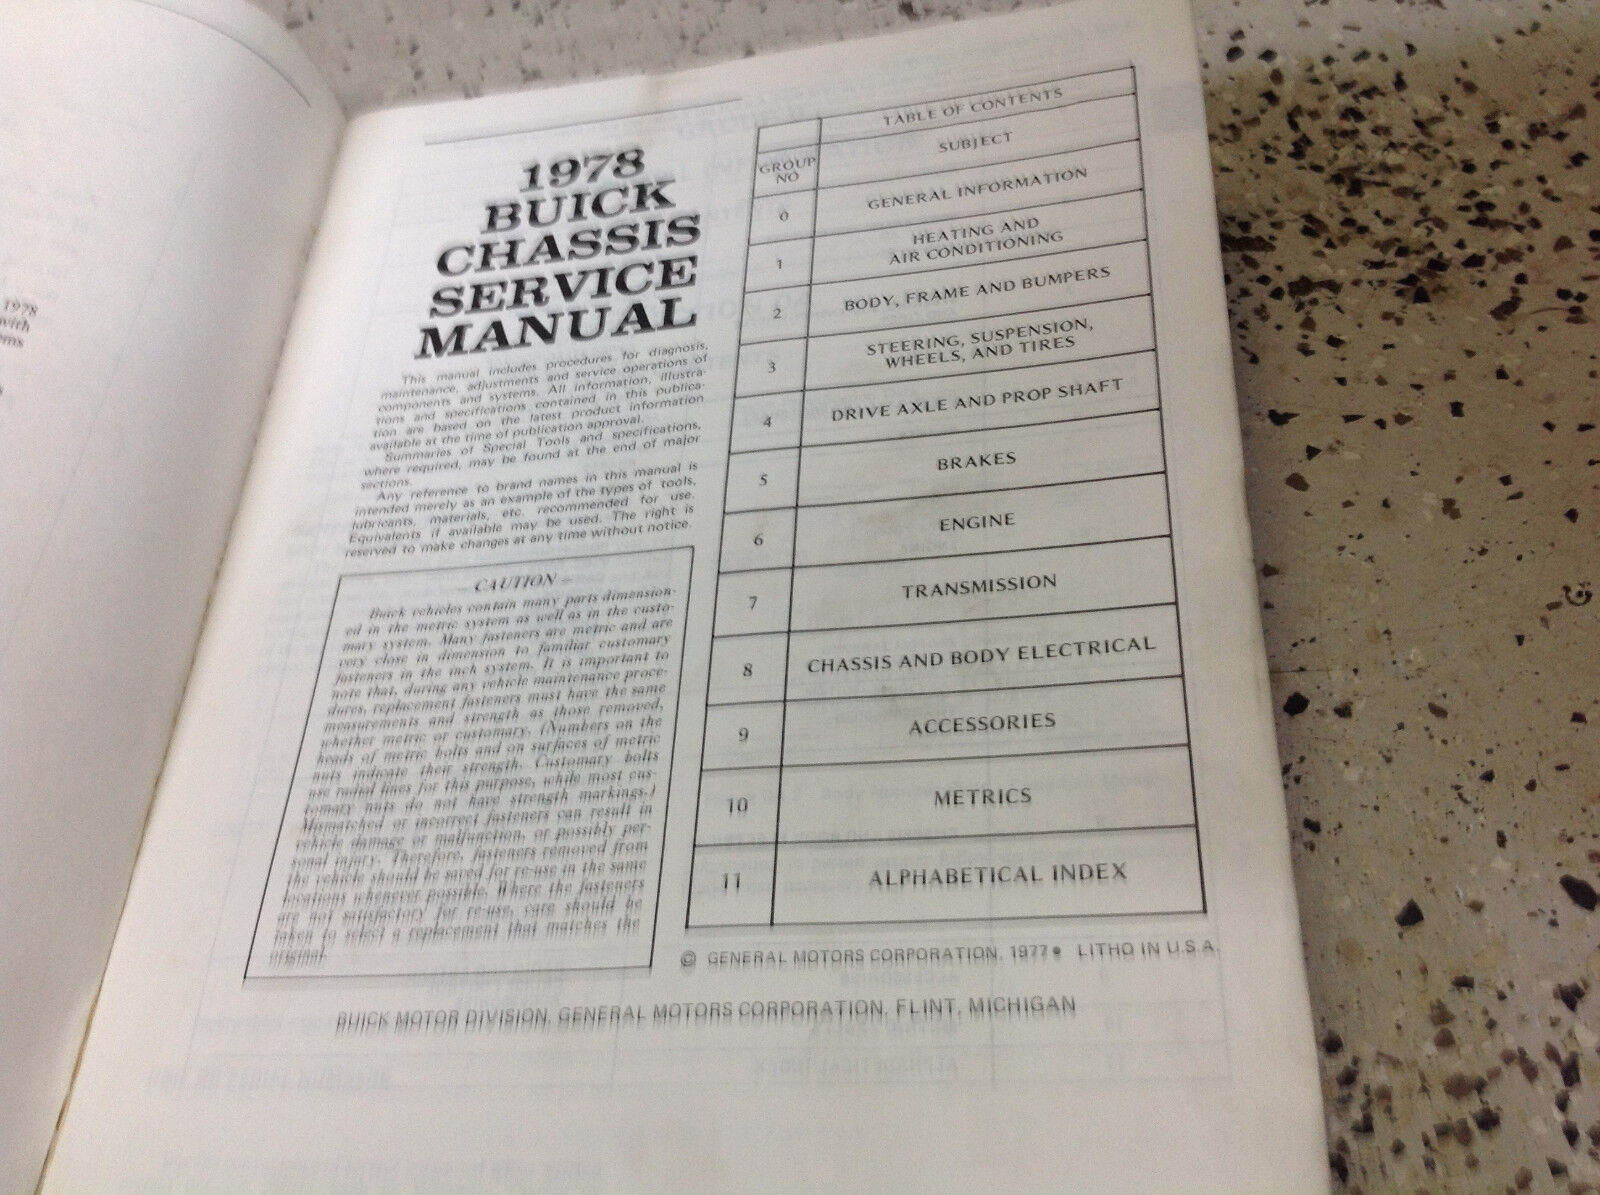 1978
with
ems
1978
BUICK
CHASSIS
SERVICE
MANUAL
This manual includes procedures for diagnosis,
maintenance, adjustments and service operations of
components and systems. All information, illustra-
tions and specifications contained in this publica-
tion are based on the latest product information
available at the time of publication approval.
Summaries of Special Tools and specifications,
where required, may be found at the end of major
sections.
Any reference to brand names in this manual is
intended merely as an example of the types of tools,
lubricants, materials, etc. recommended for use.
Equivalents if available may be used. The right is
reserved to make changes at any time without notice.
– CAUTION –
Buick vehicles contain many parts dimension-
ed in the metric system as well as in the custo-
mary system. Many fasteners are metric and are
very close in dimension to familiar customary
fasteners in the inch system. It is important to
note that, during any vehicle maintenance proce-
dures, replacement fasteners must have the same
measurements and strength as those removed,
whether metric or customary. (Numbers on the
heads of metric bolts and on surfaces of metric
nuts indicate their strength. Customary bolts
use radial lines for this purpose, while most cus-
tomary nuts do not have strength markings.)
Mismatched or incorrect fasteners can result in
vehicle damage or malfunction, or possibly per-
sonal injury. Therefore, fasteners removed from
the vehicle should be saved for re-use in the same
locations whenever possible. Where the fasteners
are not satisfactory for re-use, care should be
taken to select a replacement that matches the
original.
TABLE OF CONTENTS
GROUP
NO
SUBJECT
0 GENERAL INFORMATION
1 HEATING AND
AIR CONDITIONING
2 BODY, FRAME AND BUMPERS
3 STEERING, SUSPENSION,
WHEELS, AND TIRES
4 DRIVE AXLE AND PROP SHAFT
5 BRAKES
6 ENGINE
7 TRANSMISSION
8 CHASSIS AND BODY ELECTRICAL
9 ACCESSORIES
10 METRICS
11 ALPHABETICAL INDEX
© GENERAL MOTORS CORPORATION, 1977 • LITHO IN U.S.A.
BUICK MOTOR DIVISION, GENERAL MOTORS CORPORATION, FLINT, MICHIGAN